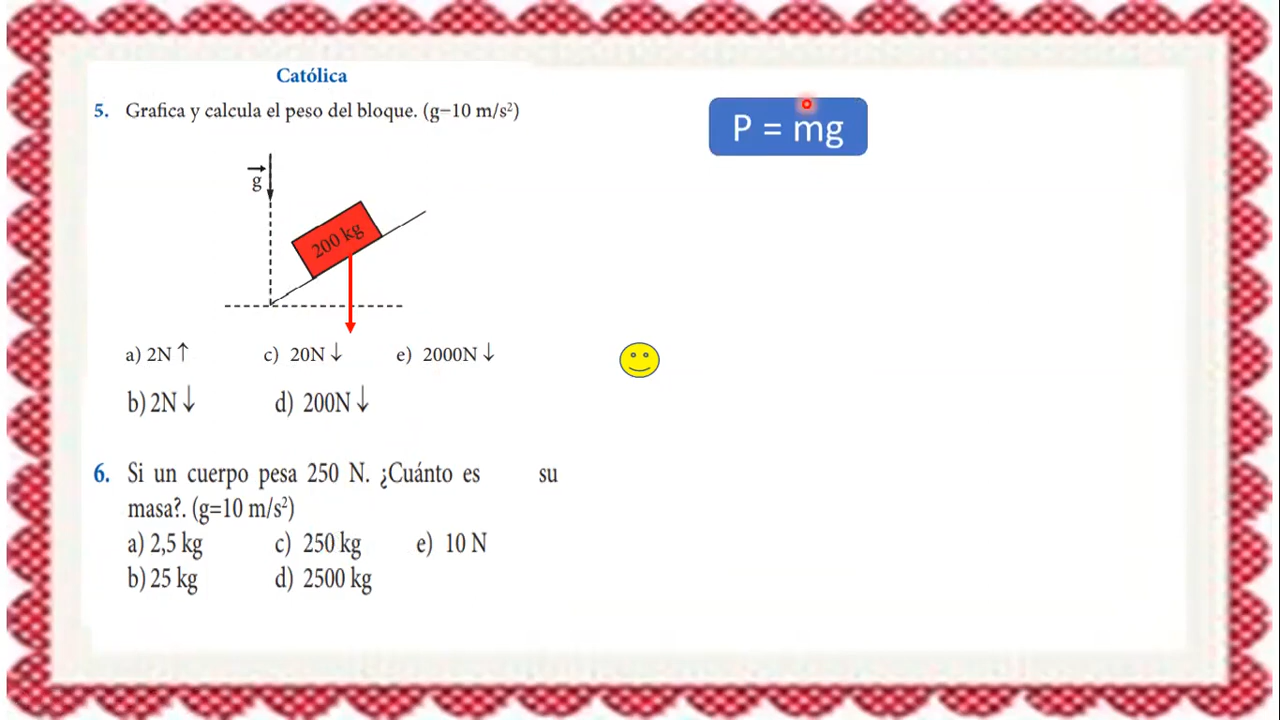 Católica
5. Grafica y calcula el peso del bloque. (g−10 m/s²)
P = mg
g
200 kg
a) 2N ↑ c) 20N ↓ e) 2000N ↓
b) 2N ↓ d) 200N ↓
6. Si un cuerpo pesa 250 N. ¿Cuánto es su
masa?. (g=10 m/s²)
a) 2,5 kg c) 250 kg e) 10 N
b) 25 kg d) 2500 kg